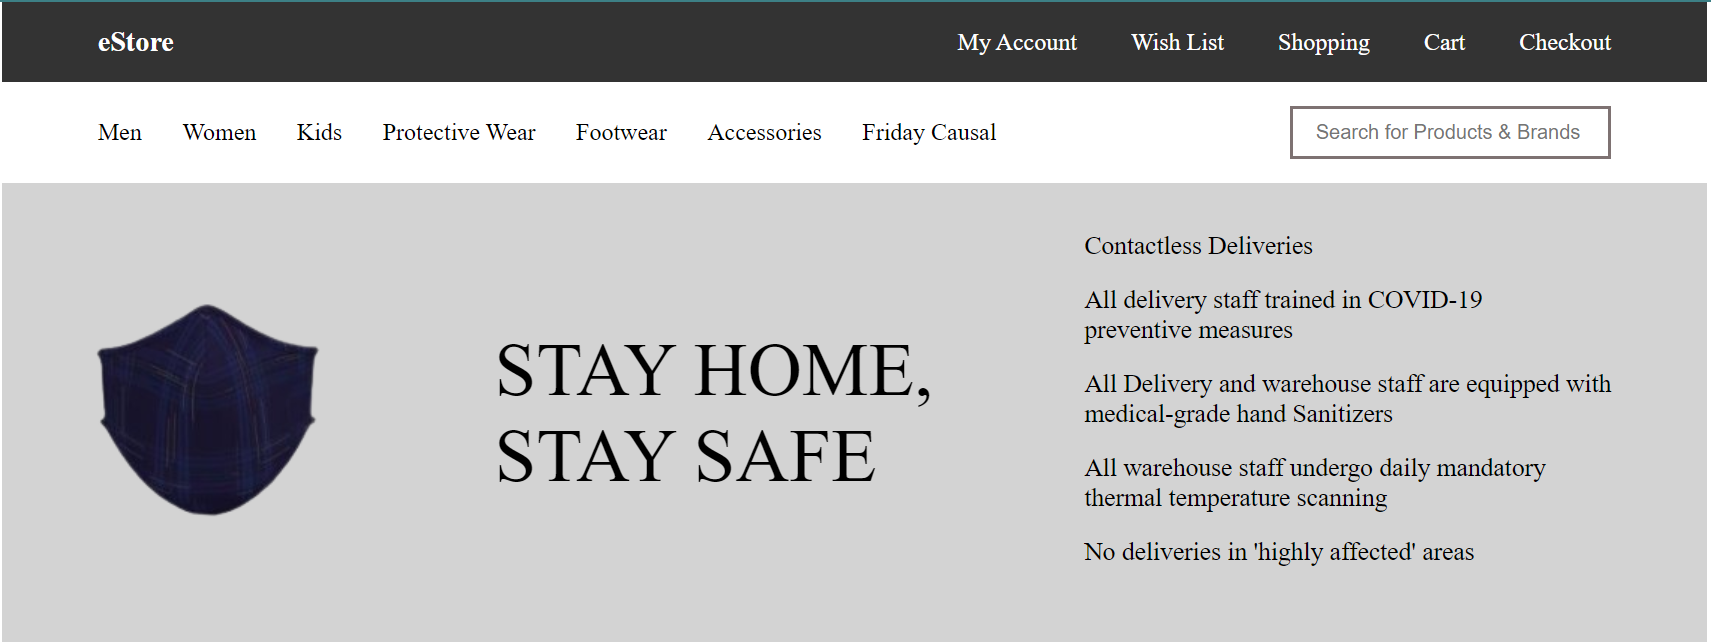 eStore
My Account
Wish List
Shopping
Cart
Checkout
Men
Women
Kids
Protective Wear
Footwear
Accessories
Friday Causal
Search for Products & Brands
STAY HOME,
STAY SAFE
Contactless Deliveries
All delivery staff trained in COVID-19
preventive measures
All Delivery and warehouse staff are equipped with
medical-grade hand Sanitizers
All warehouse staff undergo daily mandatory
thermal temperature scanning
No deliveries in 'highly affected' areas